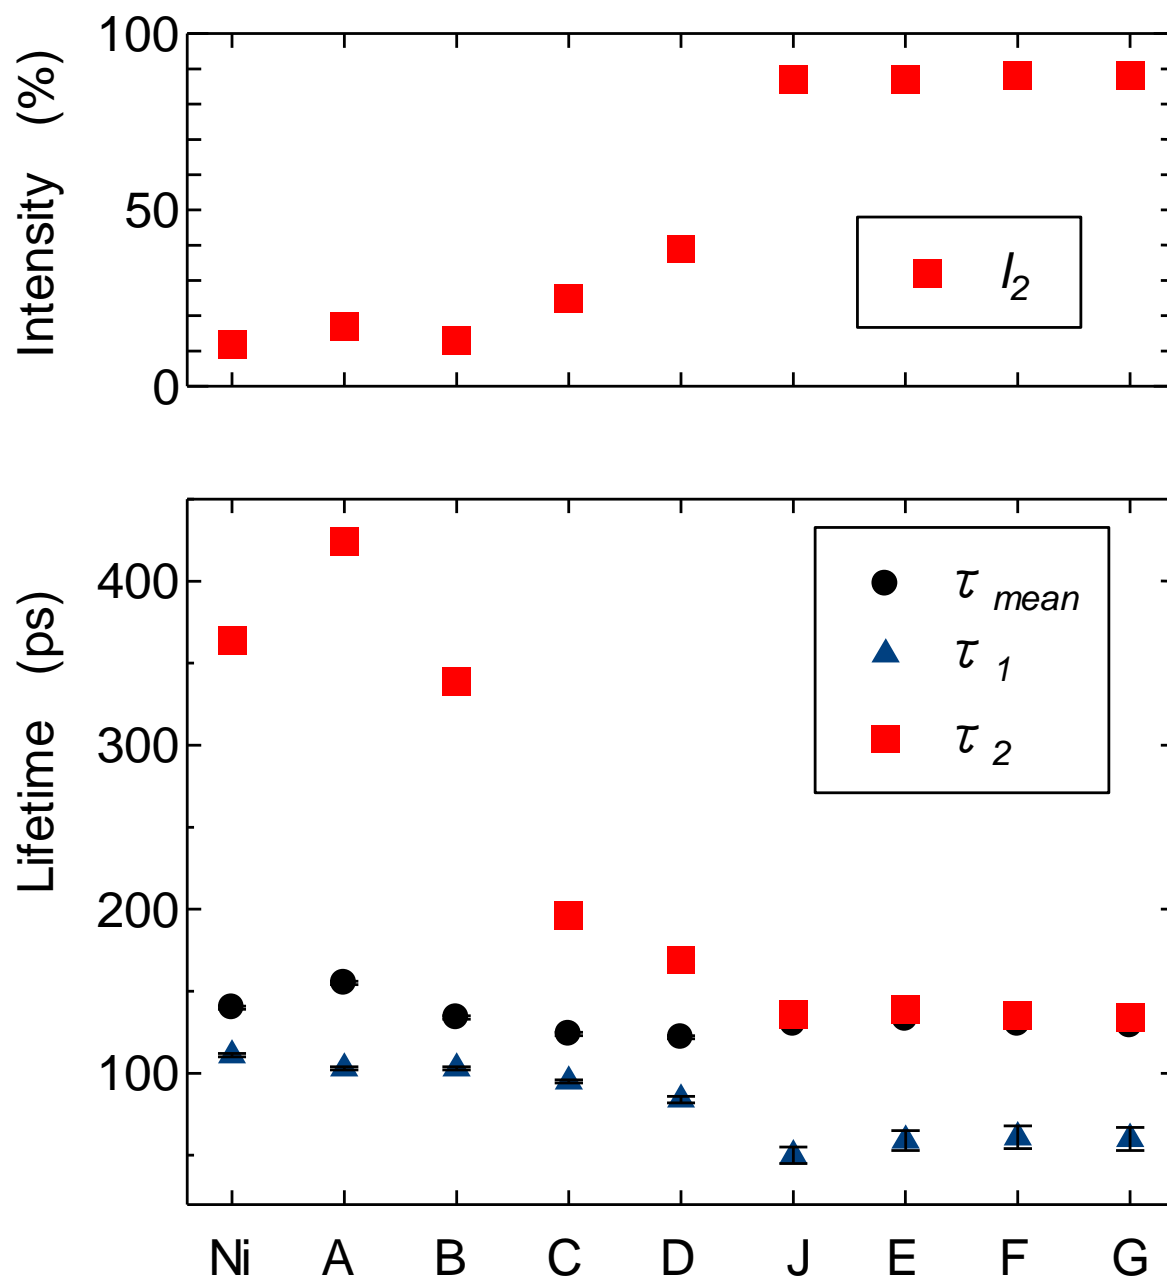 Intensity (%)
100
50
0
I2
Lifetime (ps)
400
300
200
100
τ mean
τ 1
τ 2
Ni A B C D J E F G